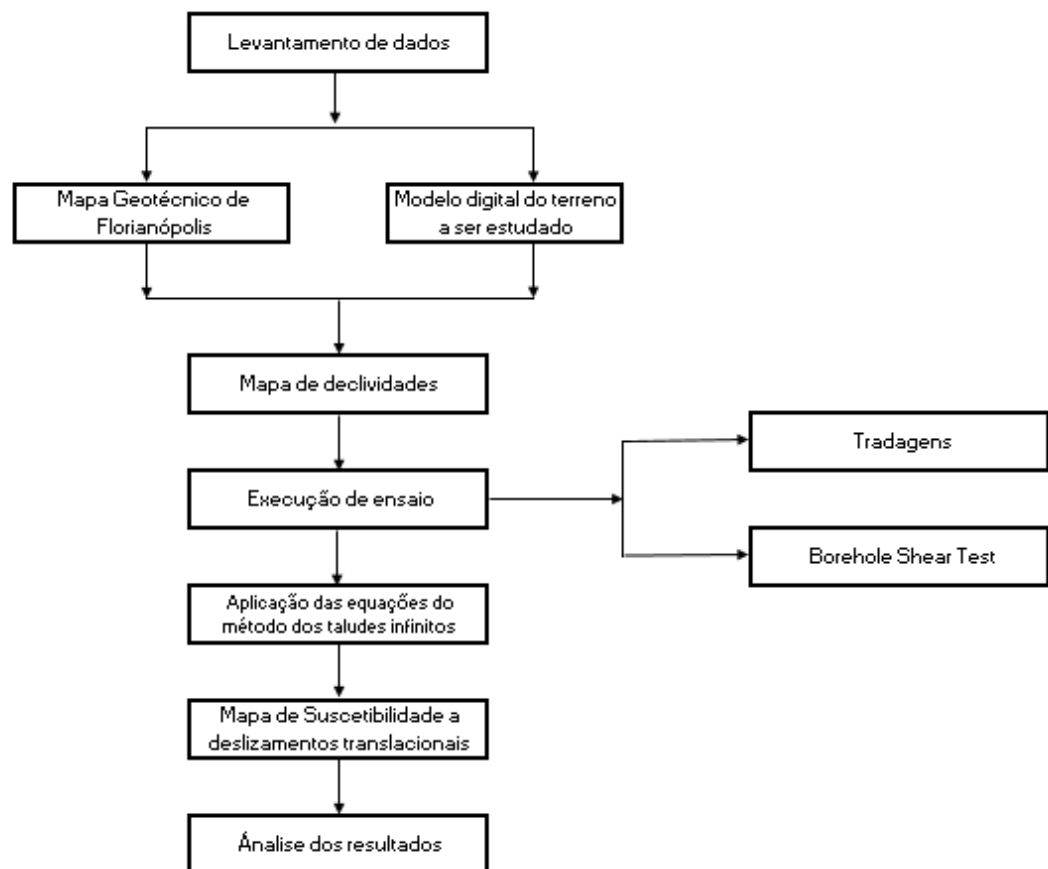 Levantamento de dados
Mapa Geotécnico de
Florianópolis
Modelo digital do terreno
a ser estudado
Mapa de declividades
Execução de ensaio
Tradagens
Borehole Shear Test
Aplicação das equações do
método dos taludes infinitos
Mapa de Suscetibilidade a
deslizamentos translacionais
Ánalise dos resultados